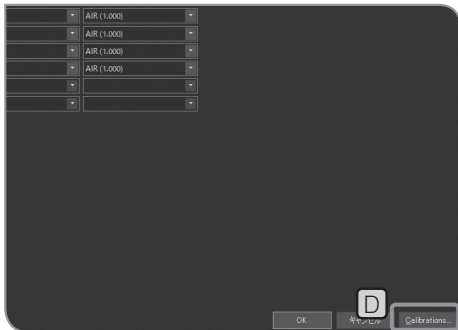 AIR (1.000)
AIR (1.000)
AIR (1.000)
AIR (1.000)
D
OK
キャンセル
Calibrations...